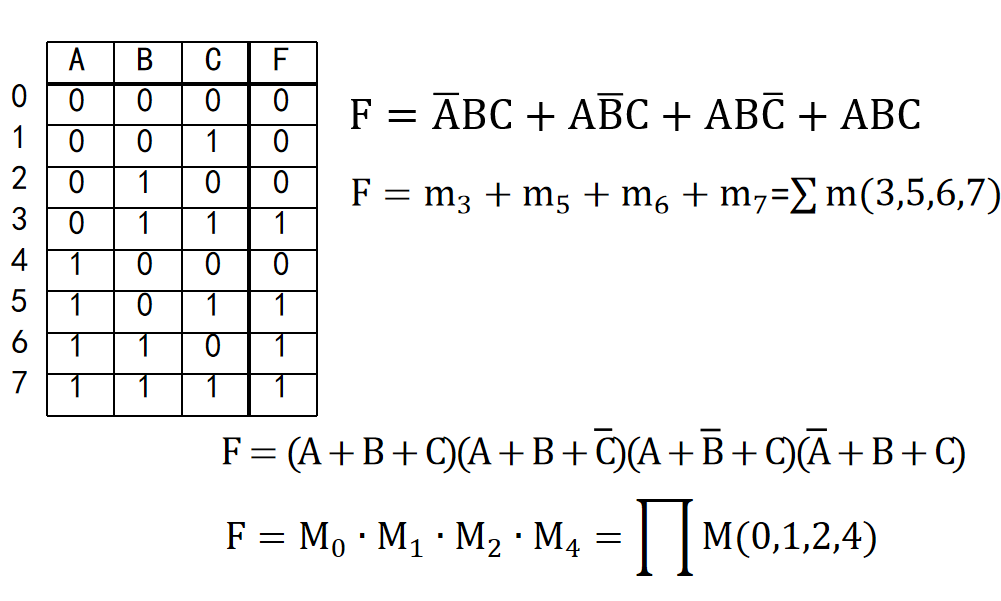 A B C F
0 0 0 0 0
1 0 0 1 0
2 0 1 0 0
3 0 1 1 1
4 1 0 0 0
5 1 0 1 1
6 1 1 0 1
7 1 1 1 1
F = A̅BC + AB̅C + ABC̅ + ABC
F = m₃ + m₅ + m₆ + m₇=∑ m(3,5,6,7)
F = (A + B + C)(A + B + C̅)(A + B̅ + C)(A̅ + B + C)
F = M₀ · M₁ · M₂ · M₄ = ∏ M(0,1,2,4)